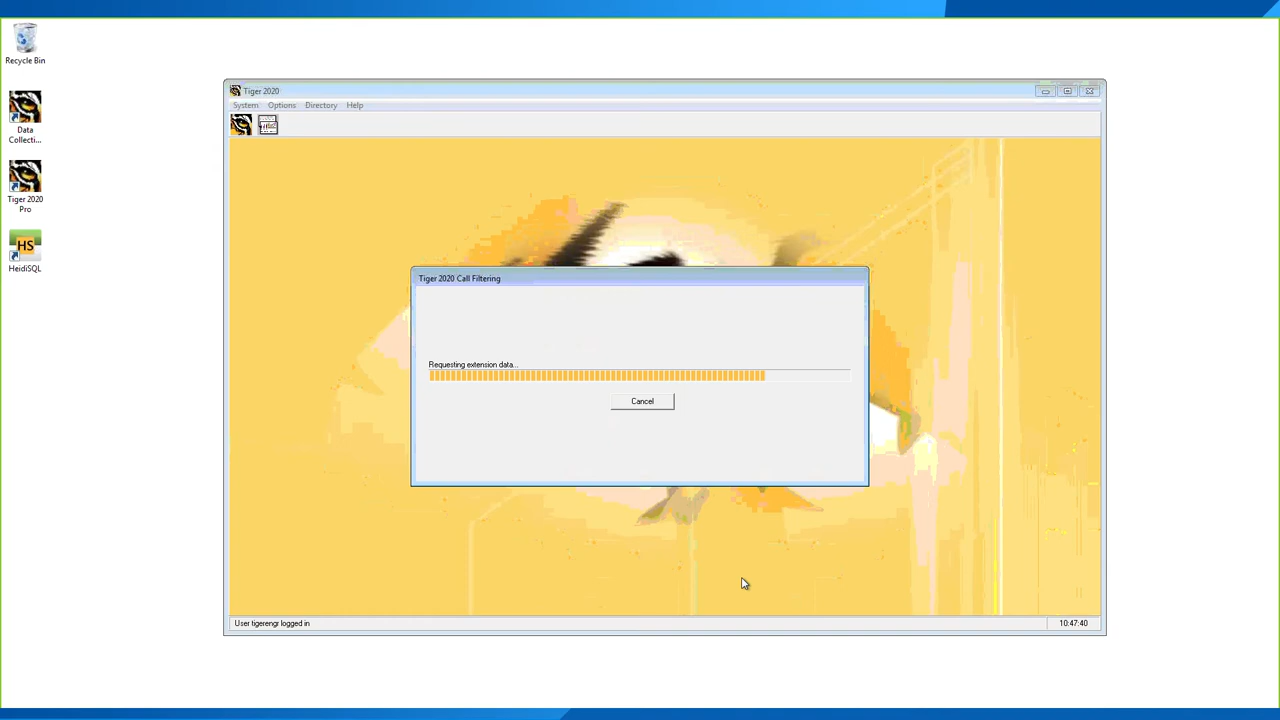 Recycle Bin
Data
Collecti...
Tiger 2020
Pro
HS
HeidiSQL
Tiger 2020
System Options Directory Help
Tiger 2020 Call Filtering
Requesting extension data...
Cancel
User tigerengr logged in
10:47:40